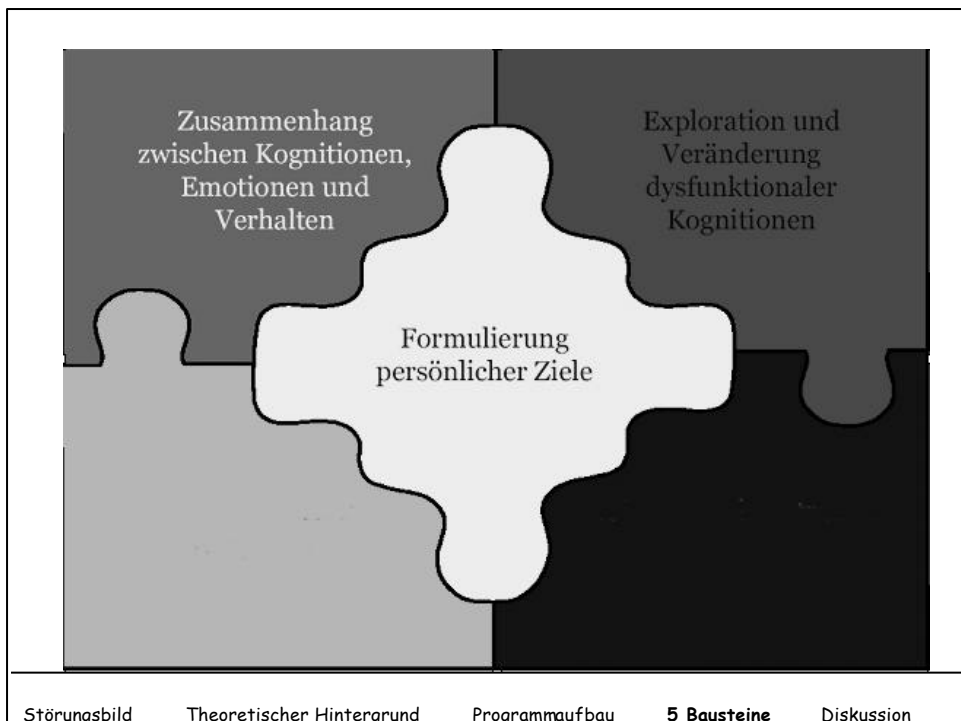 Zusammenhang
zwischen Kognitionen,
Emotionen und
Verhalten
Exploration und
Veränderung
dysfunktionaler
Kognitionen
Formulierung
persönlicher Ziele
Störungsbild Theoretischer Hintergrund Programmaufbau 5 Bausteine Diskussion